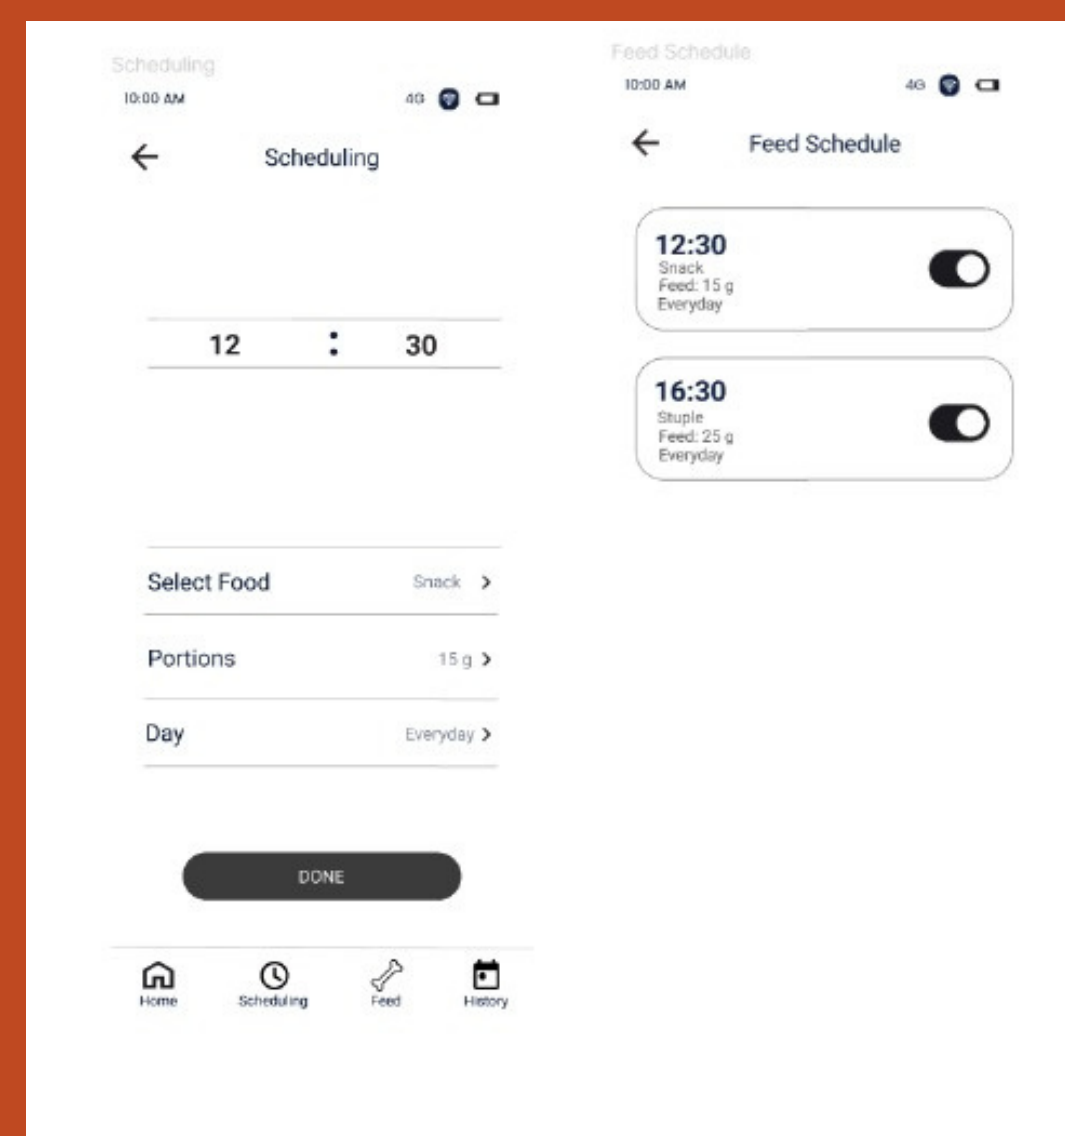 Scheduling
10:00 AM 4G
Scheduling
12 : 30
Select Food Snack >
Portions 15 g >
Day Everyday >
DONE
Home Scheduling Feed History
Feed Schedule
10:00 AM 4G
Feed Schedule
12:30
Snack
Feed: 15 g
Everyday
16:30
Stuple
Feed: 25 g
Everyday